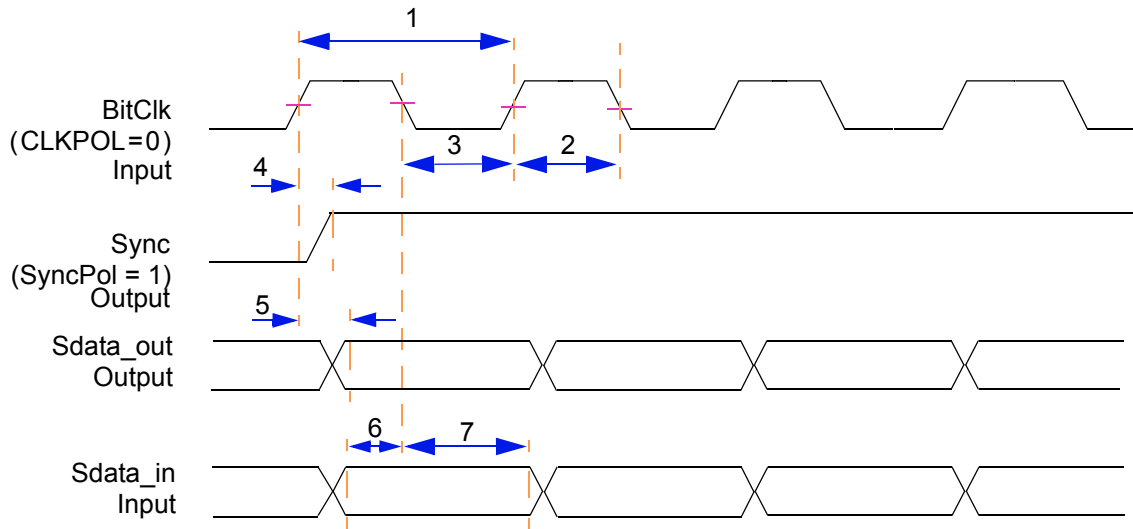 1
BitClk
(CLKPOL=0)
Input
3
2
4
Sync
(SyncPol = 1)
Output
5
Sdata_out
Output
6
7
Sdata_in
Input